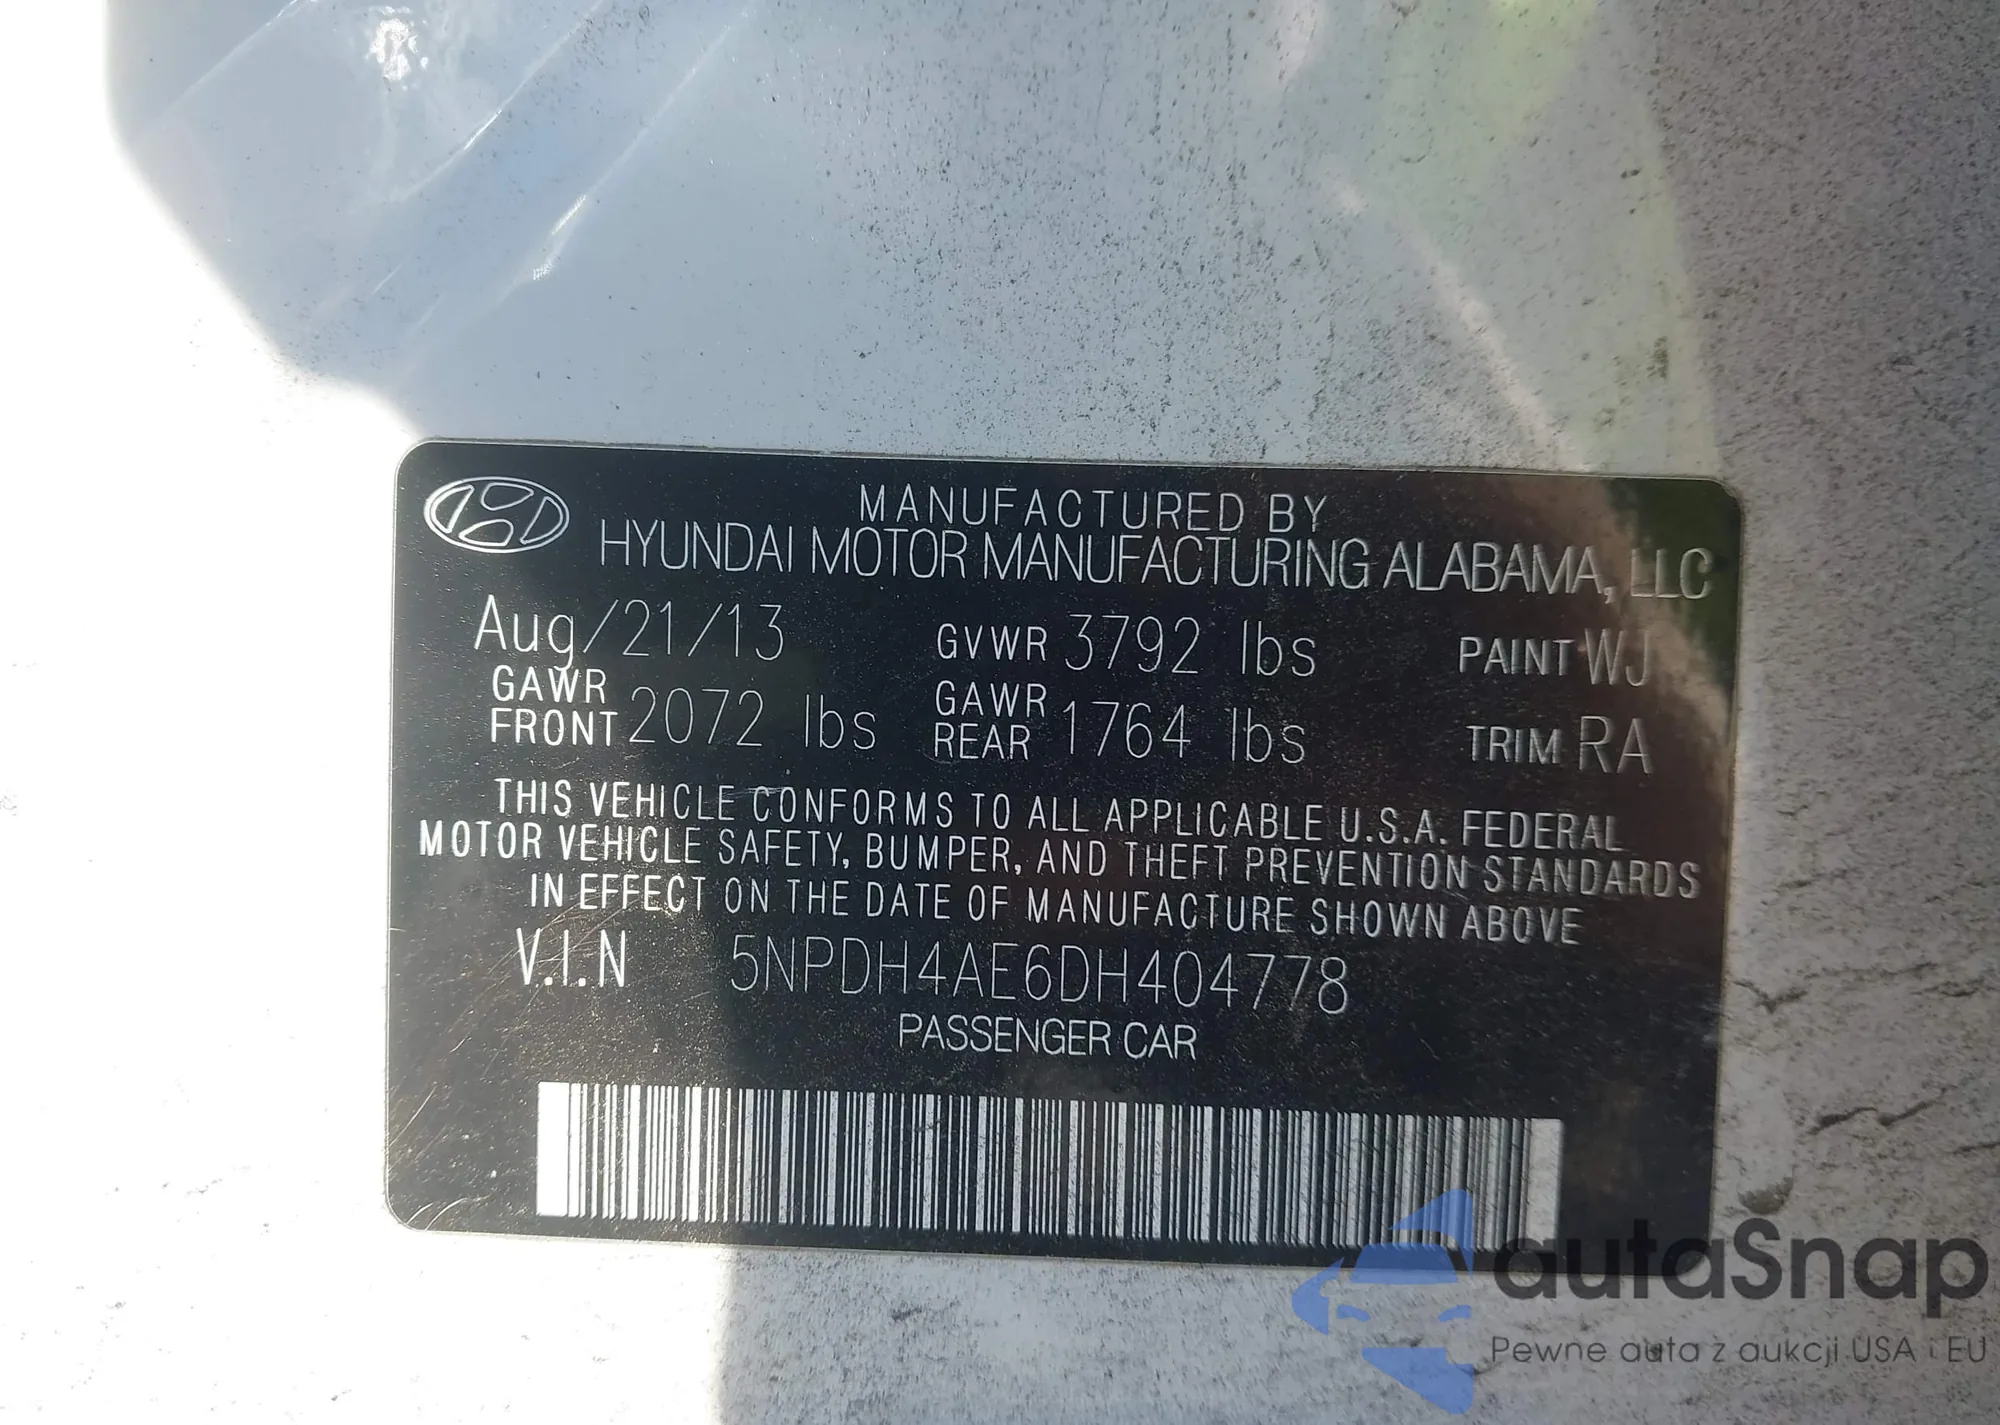 MANUFACTURED BY
HYUNDAI MOTOR MANUFACTURING ALABAMA, LLC
Aug/21/13 GVWR 3792 lbs PAINT WJ
GAWR FRONT 2072 lbs GAWR REAR 1764 lbs TRIM RA
THIS VEHICLE CONFORMS TO ALL APPLICABLE U.S.A. FEDERAL
MOTOR VEHICLE SAFETY, BUMPER, AND THEFT PREVENTION STANDARDS
IN EFFECT ON THE DATE OF MANUFACTURE SHOWN ABOVE
V.I.N 5NPDH4AE6DH404778
PASSENGER CAR
autaSnap
Pewne auta z aukcji USA i EU